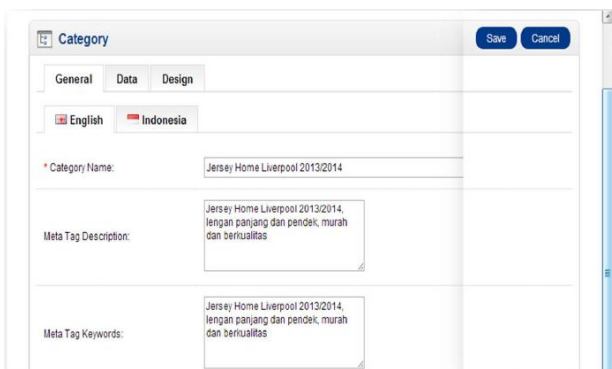 Category
Save Cancel
General Data Design
English Indonesia
* Category Name:
Jersey Home Liverpool 2013/2014
Meta Tag Description:
Jersey Home Liverpool 2013/2014,
lengan panjang dan pendek, murah
dan berkualitas
Meta Tag Keywords:
Jersey Home Liverpool 2013/2014,
lengan panjang dan pendek, murah
dan berkualitas